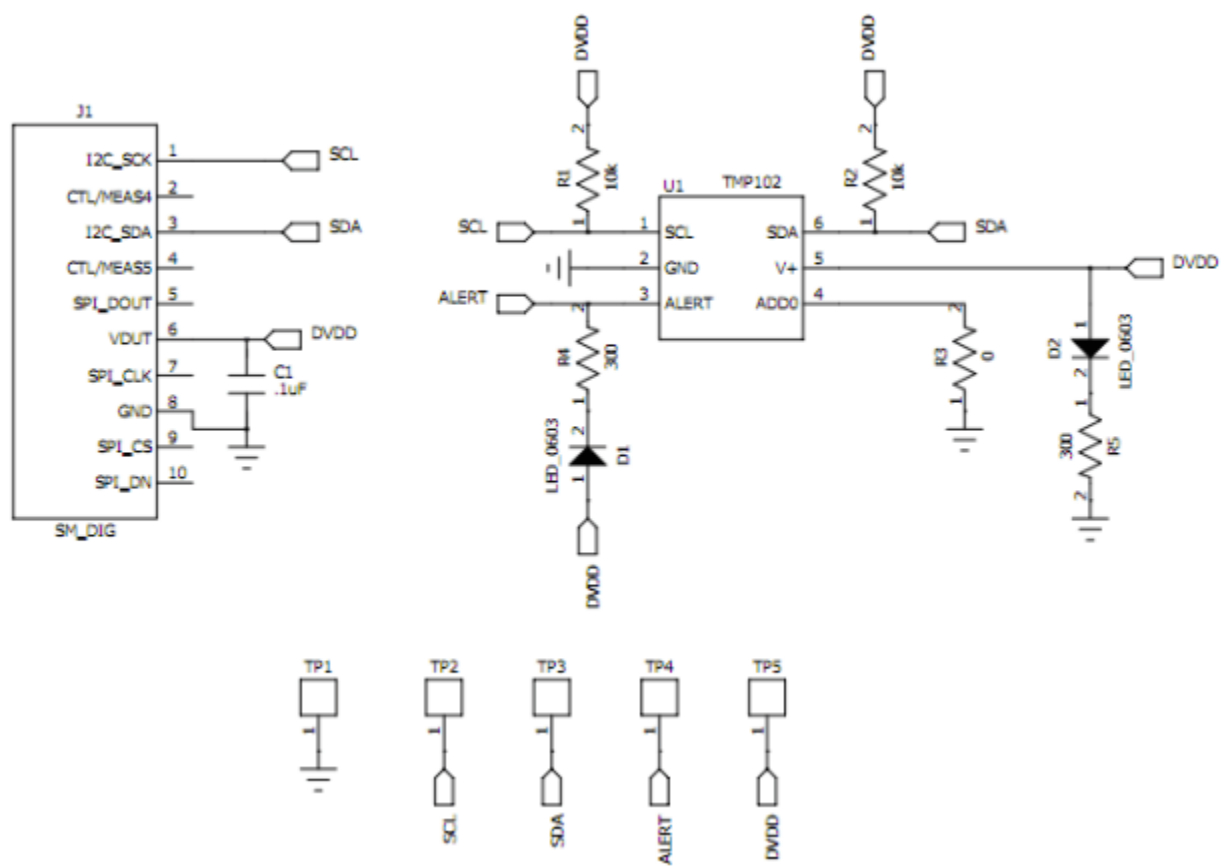 J1
I2C_SCK 1 SCL
CTL/MEAS4 2
I2C_SDA 3 SDA
CTL/MEAS5 4
SPI_DOUT 5
VDUT 6 DVDD
SPI_CLK 7
C1
.1uF
GND 8
SPI_CS 9
SPI_DN 10
SM_DIG
DVDD
2
R1
10k
1
DVDD
2
R2
10k
1
U1 TMP102
SCL 1 SCL SDA 6 SDA
2 GND V+ 5 DVDD
ALERT 3 ALERT ADD0 4
2
R4
300
1
2
LED_0603
D1
1
DVDD
2
R3
0
1
1
D2
LED_0603
2
1
300
R5
2
TP1 TP2 TP3 TP4 TP5
1 1 1 1 1
SCL SDA ALERT DVDD